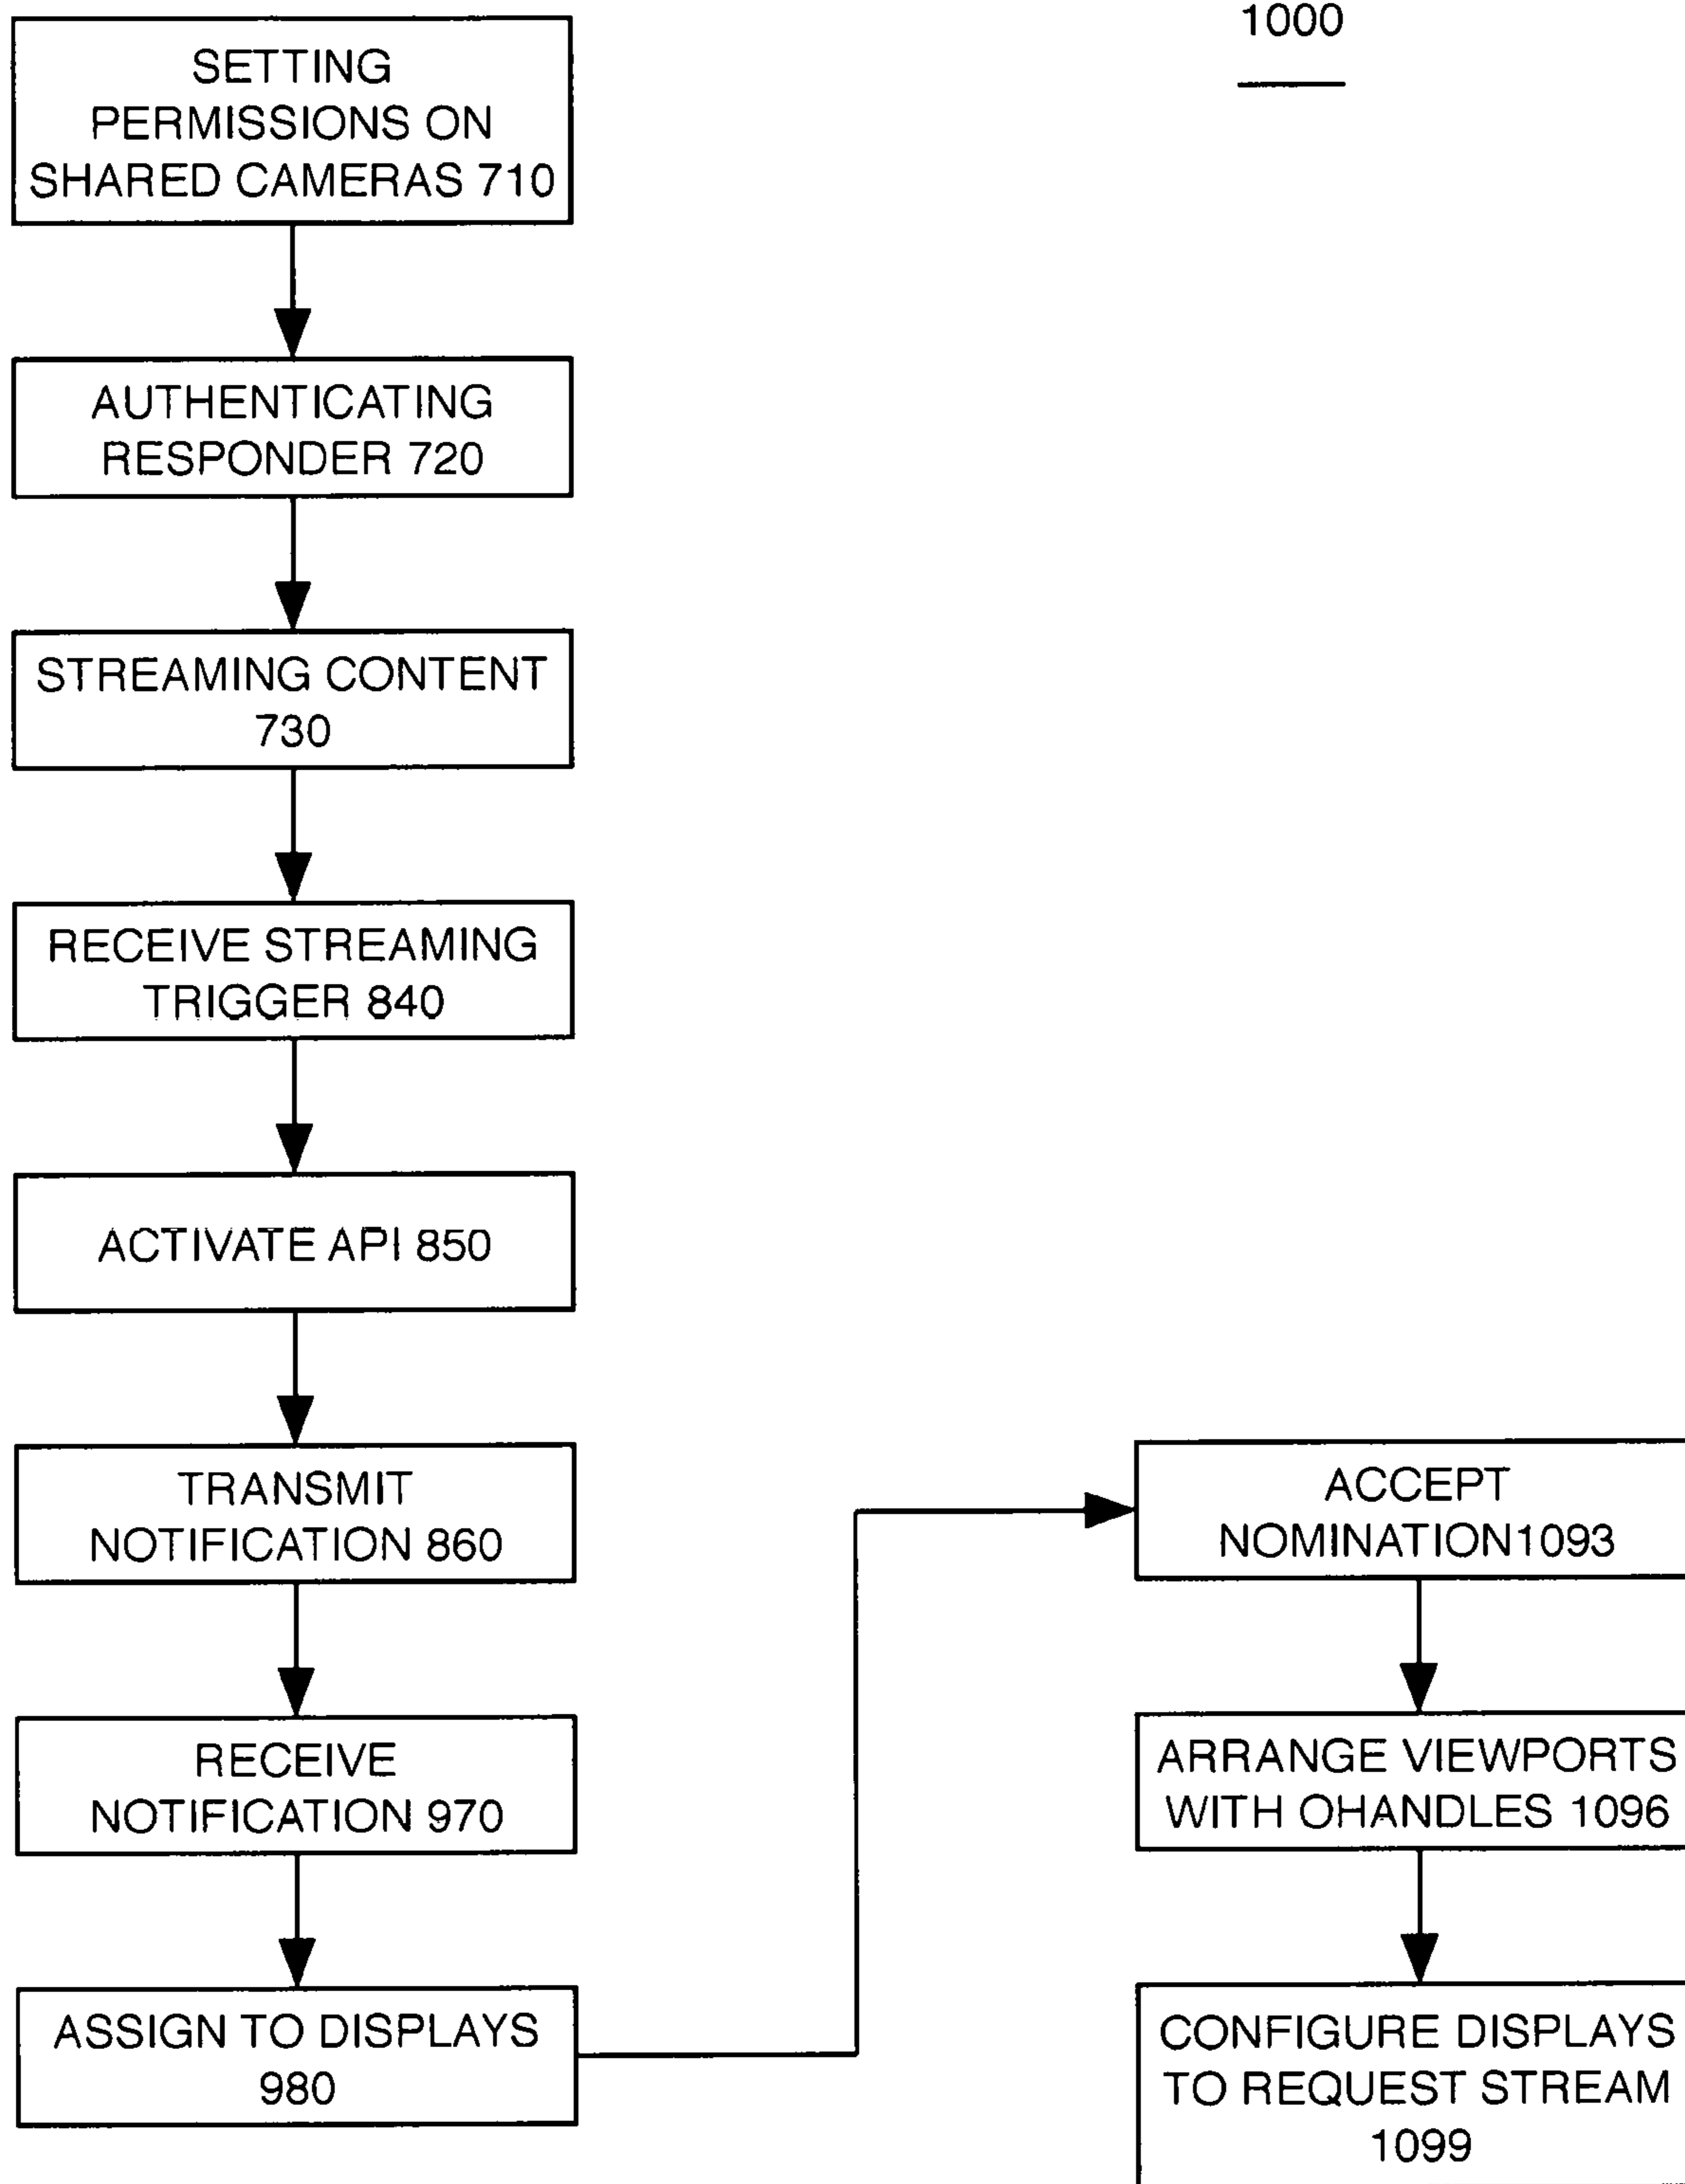 1000
SETTING
PERMISSIONS ON
SHARED CAMERAS 710
AUTHENTICATING
RESPONDER 720
STREAMING CONTENT
730
RECEIVE STREAMING
TRIGGER 840
ACTIVATE API 850
TRANSMIT
NOTIFICATION 860
RECEIVE
NOTIFICATION 970
ASSIGN TO DISPLAYS
980
ACCEPT
NOMINATION1093
ARRANGE VIEWPORTS
WITH OHANDLES 1096
CONFIGURE DISPLAYS
TO REQUEST STREAM
1099